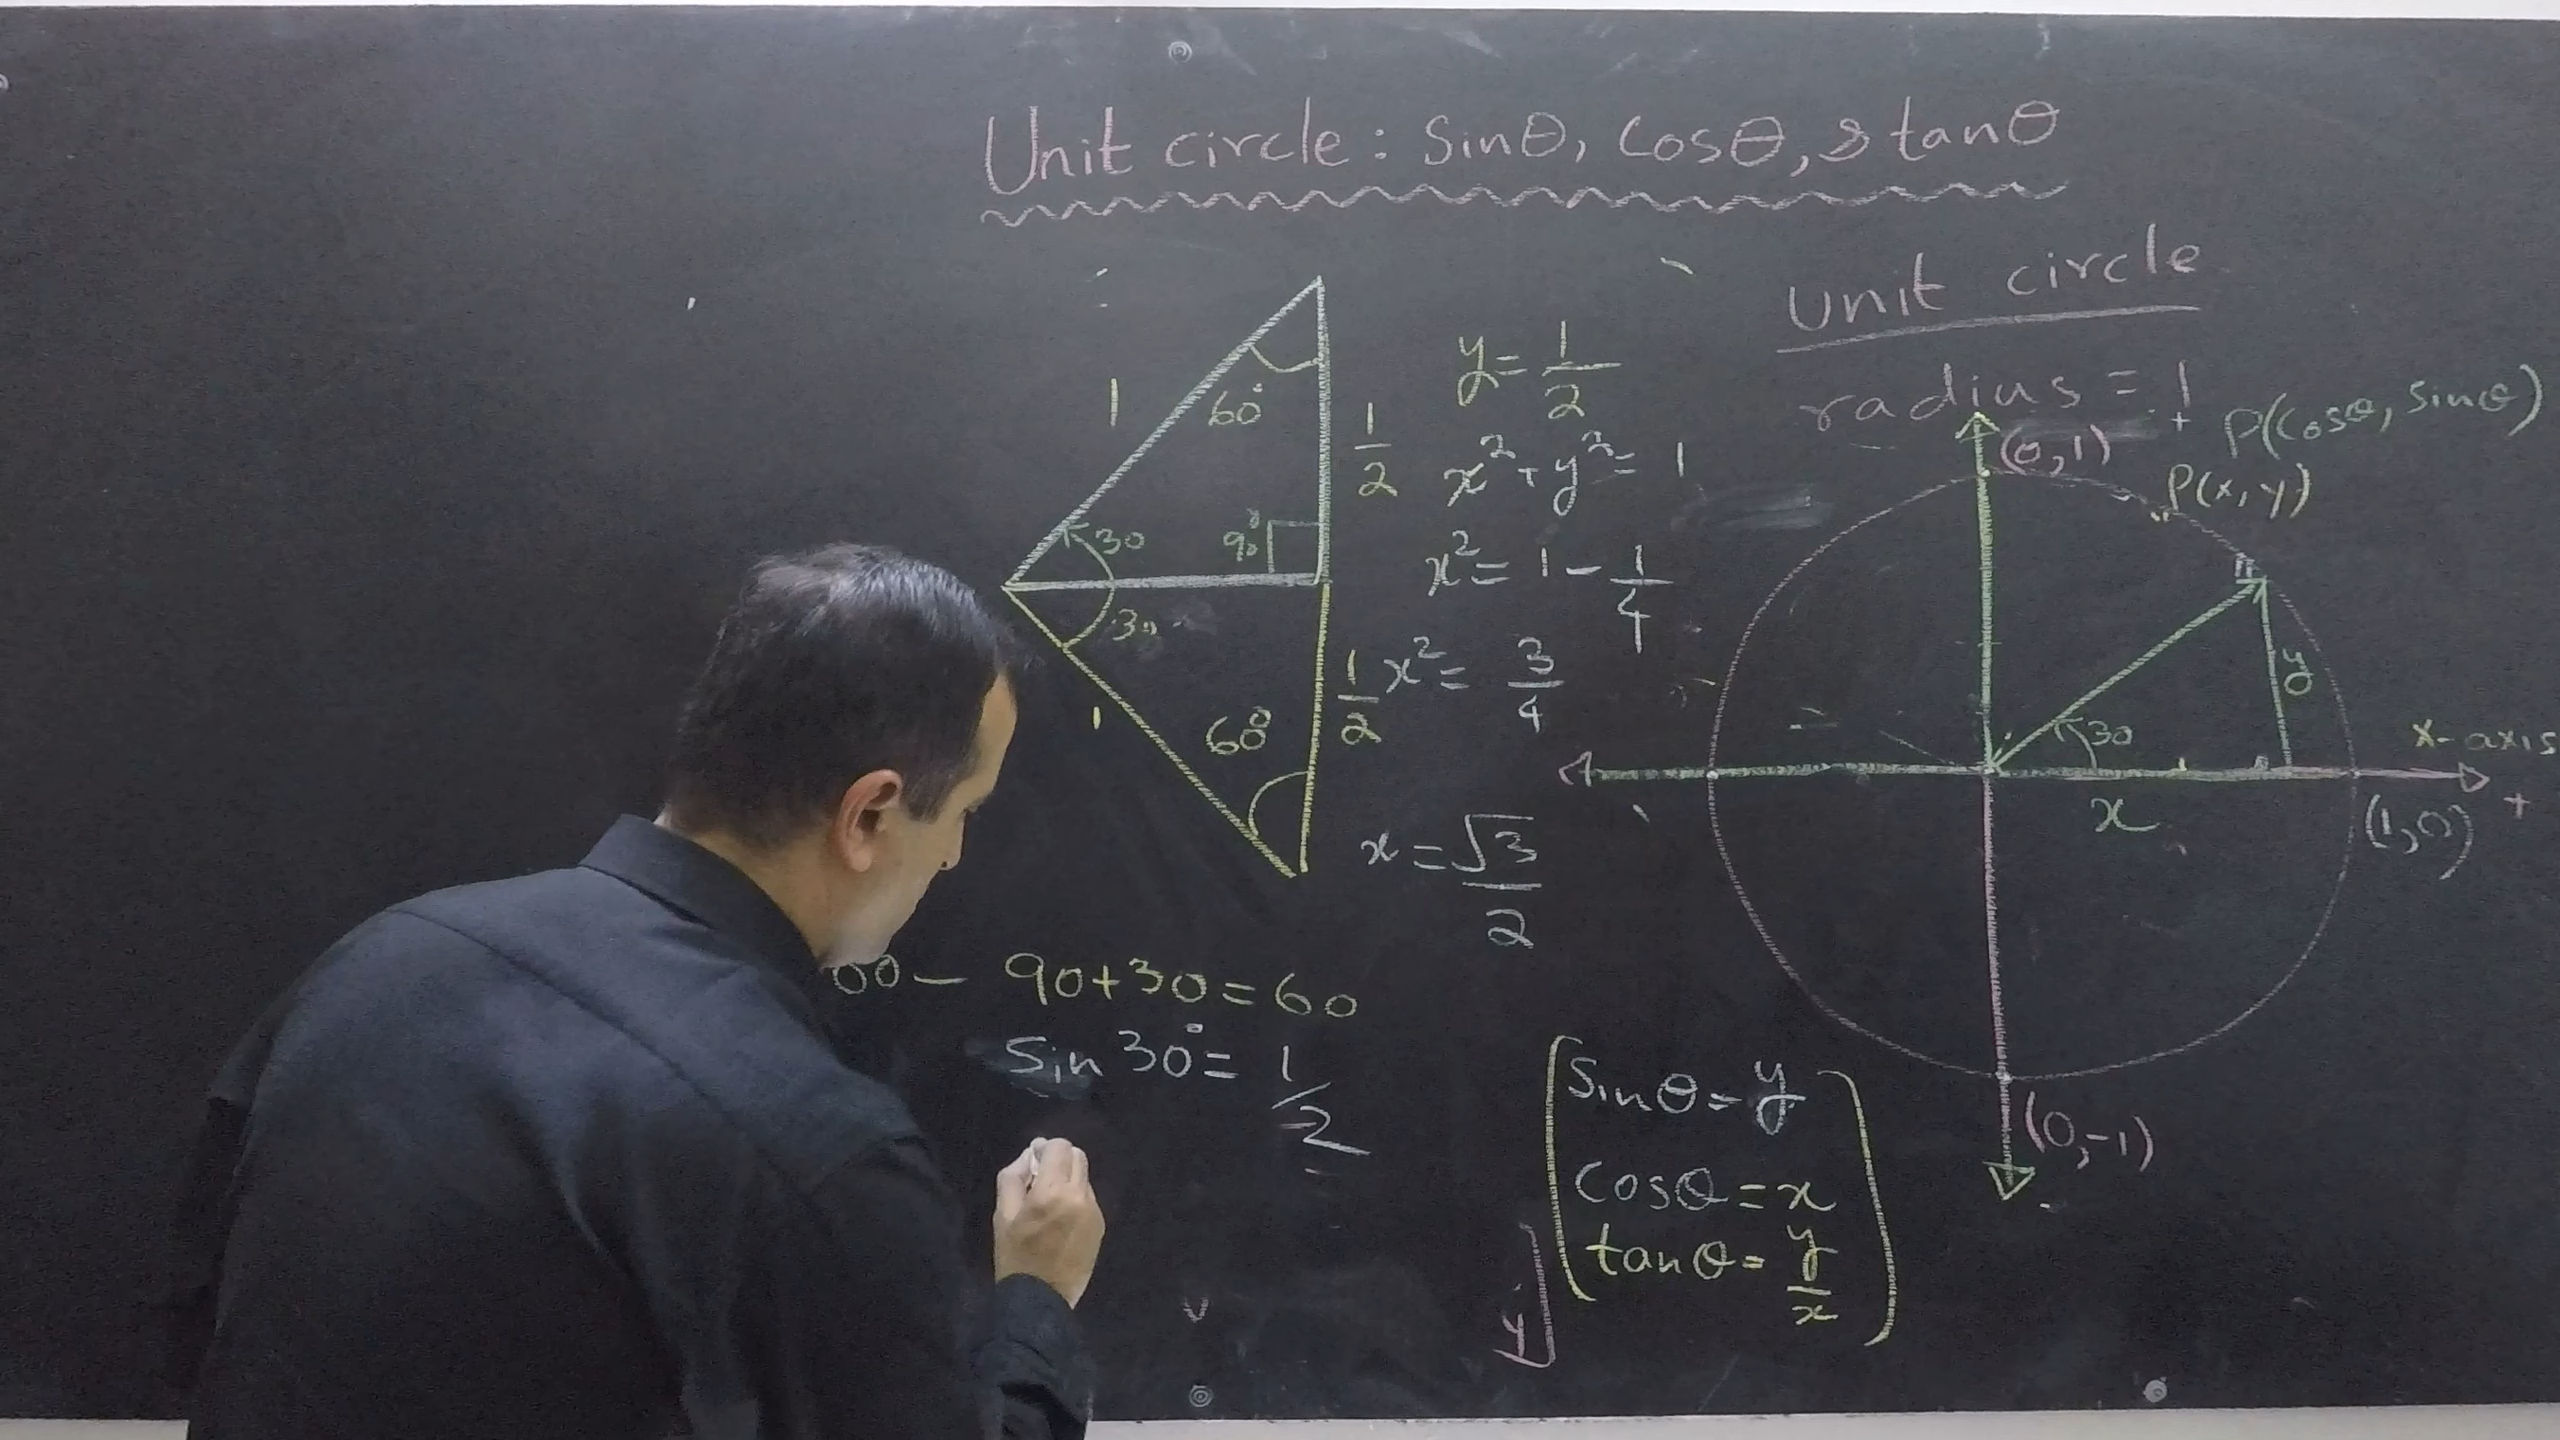 Unit circle : Sinθ, Cosθ, & tanθ
1
60°
1/2
30
90°
30
1
60°
1/2
y = 1/2
x² + y² = 1
x² = 1 - 1/4
x² = 3/4
x = √3/2
00 - 90+30 = 60
Sin 30° = 1/2
unit circle
radius = 1
+ P(Cosθ, Sinθ)
(0,1)
P(x, y)
y
30
x-axis
x
(1,0) +
(0,-1)
Sinθ = y
Cosθ = x
tanθ = y/x
y